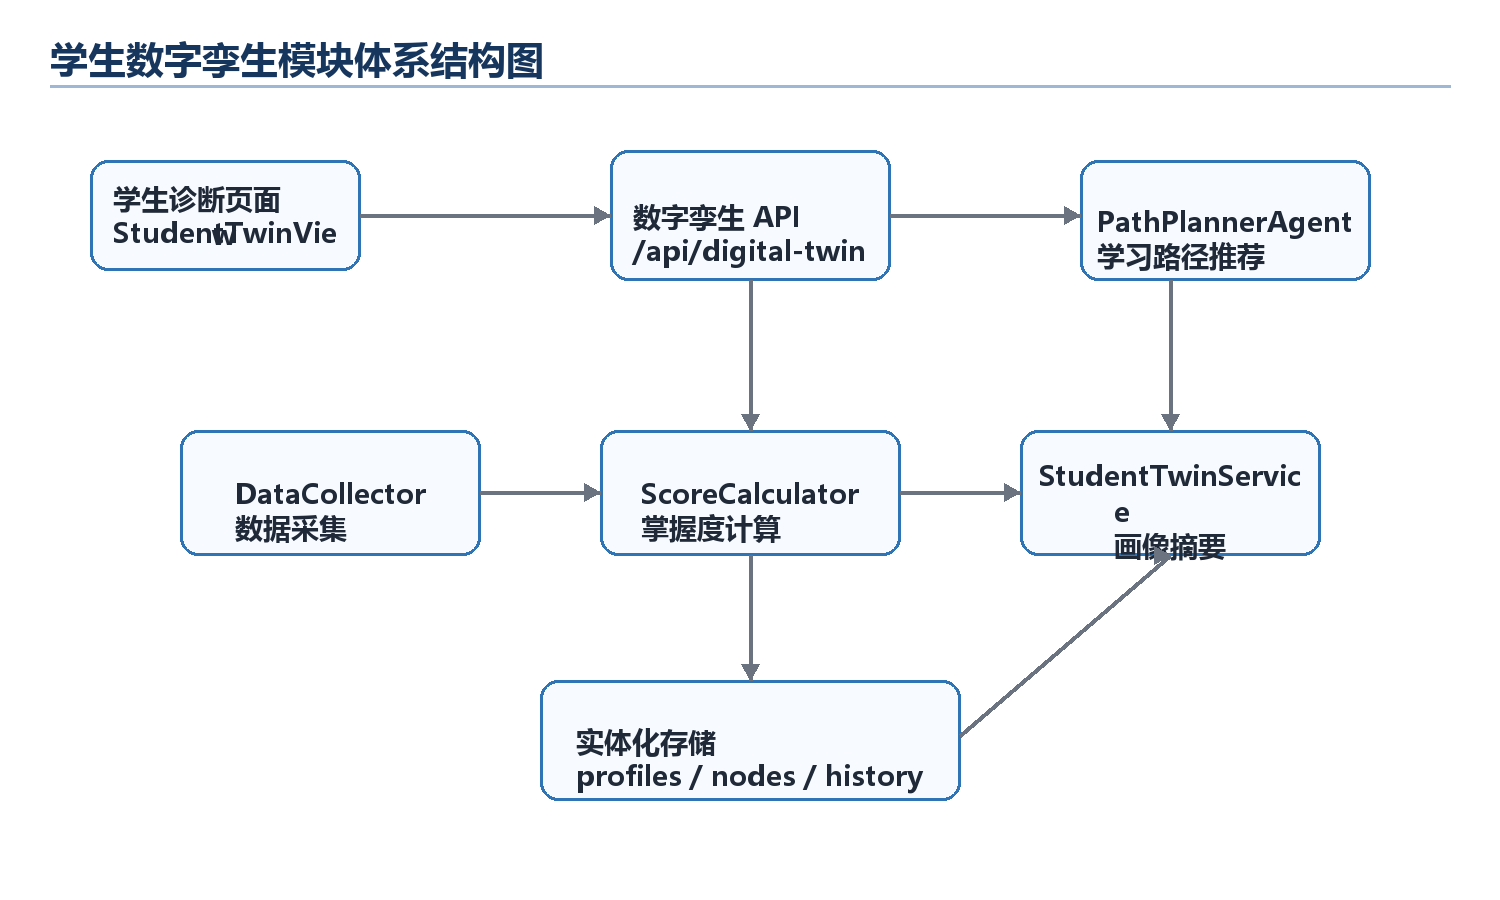 学生数字孪生模块体系结构图
学生诊断页面
StudentTwinVie
w
数字孪生 API
/api/digital-twin
PathPlannerAgent
学习路径推荐
DataCollector
数据采集
ScoreCalculator
掌握度计算
StudentTwinServic
e
画像摘要
实体化存储
profiles / nodes / history